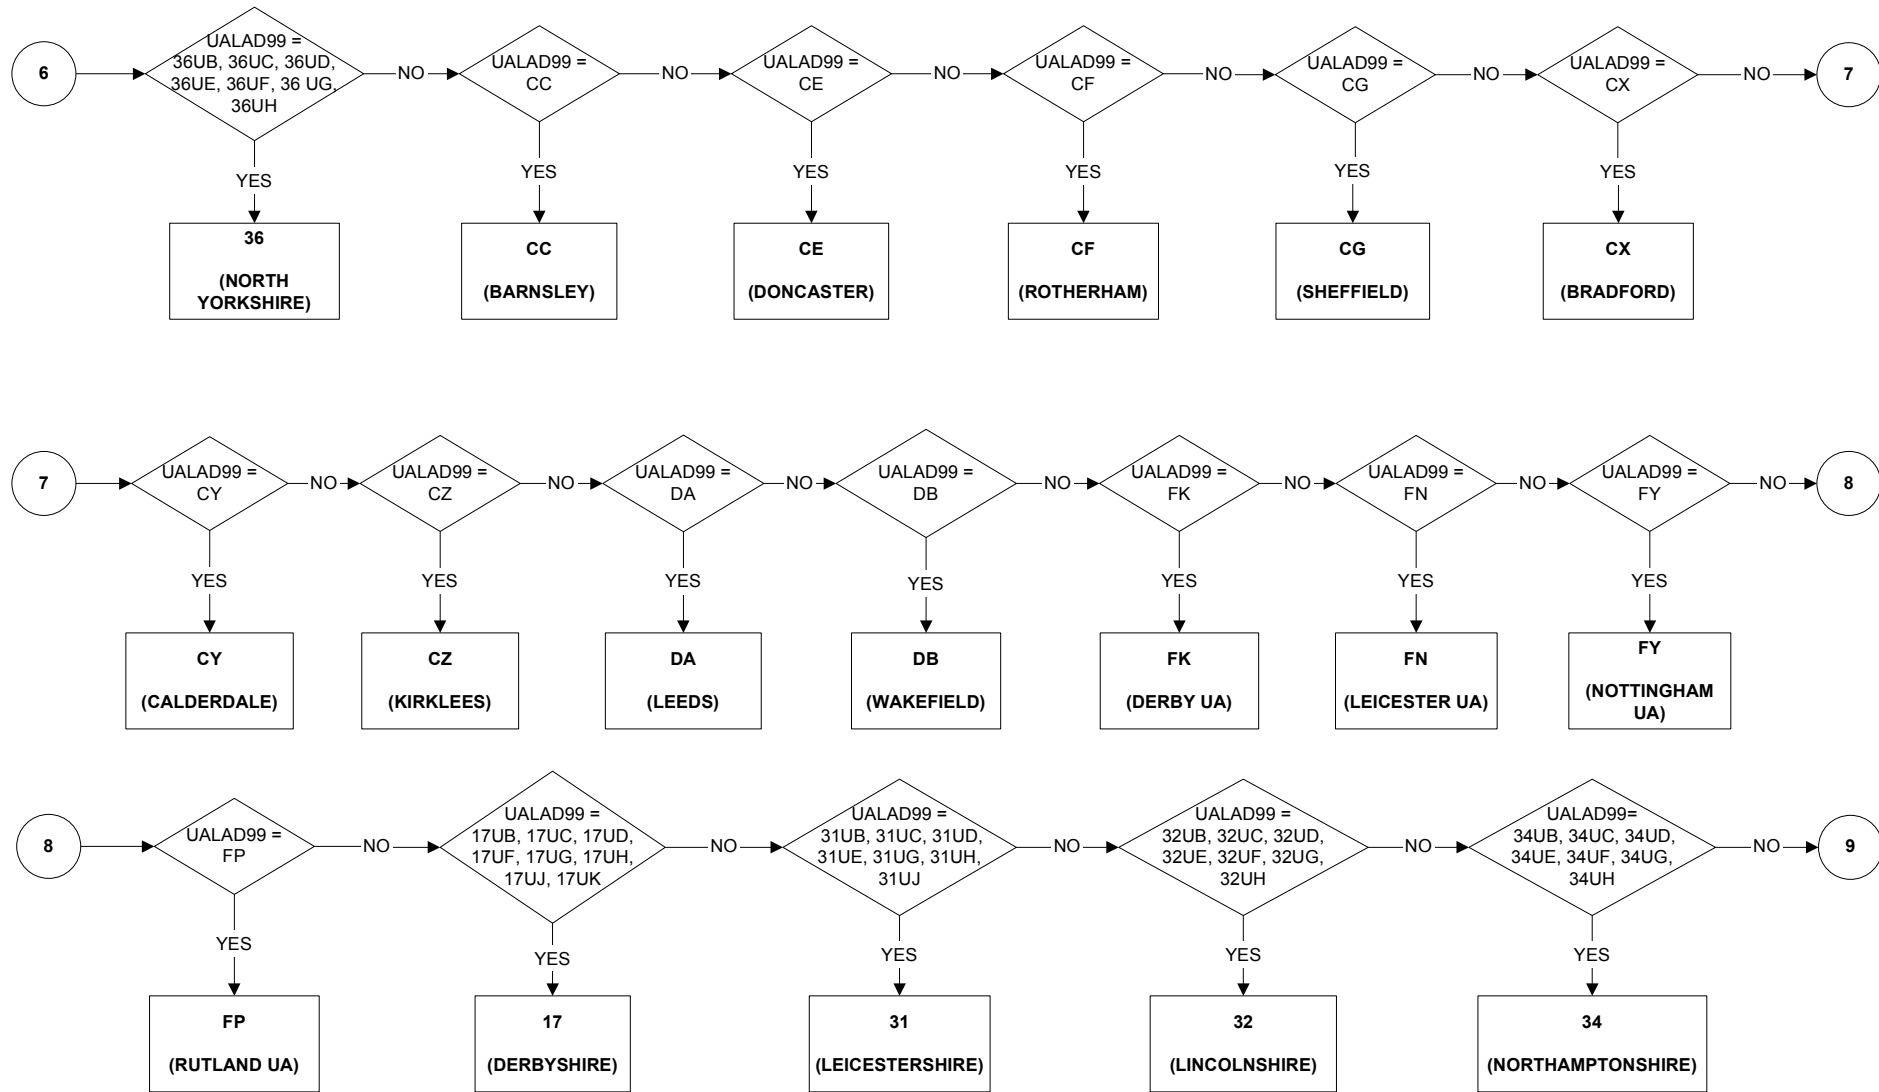 6
UALAD99 =
36UB, 36UC, 36UD,
36UE, 36UF, 36 UG,
36UH
NO
UALAD99 =
CC
NO
UALAD99 =
CE
NO
UALAD99 =
CF
NO
UALAD99 =
CG
NO
UALAD99 =
CX
NO
7
YES
YES
YES
YES
YES
YES
36
(NORTH
YORKSHIRE)
CC
(BARNSLEY)
CE
(DONCASTER)
CF
(ROTHERHAM)
CG
(SHEFFIELD)
CX
(BRADFORD)
7
UALAD99 =
CY
NO
UALAD99 =
CZ
NO
UALAD99 =
DA
NO
UALAD99 =
DB
NO
UALAD99 =
FK
NO
UALAD99 =
FN
NO
UALAD99 =
FY
NO
8
YES
YES
YES
YES
YES
YES
YES
CY
(CALDERDALE)
CZ
(KIRKLEES)
DA
(LEEDS)
DB
(WAKEFIELD)
FK
(DERBY UA)
FN
(LEICESTER UA)
FY
(NOTTINGHAM
UA)
8
UALAD99 =
FP
NO
UALAD99 =
17UB, 17UC, 17UD,
17UF, 17UG, 17UH,
17UJ, 17UK
NO
UALAD99 =
31UB, 31UC, 31UD,
31UE, 31UG, 31UH,
31UJ
NO
UALAD99 =
32UB, 32UC, 32UD,
32UE, 32UF, 32UG,
32UH
NO
UALAD99=
34UB, 34UC, 34UD,
34UE, 34UF, 34UG,
34UH
NO
9
YES
YES
YES
YES
YES
FP
(RUTLAND UA)
17
(DERBYSHIRE)
31
(LEICESTERSHIRE)
32
(LINCOLNSHIRE)
34
(NORTHAMPTONSHIRE)